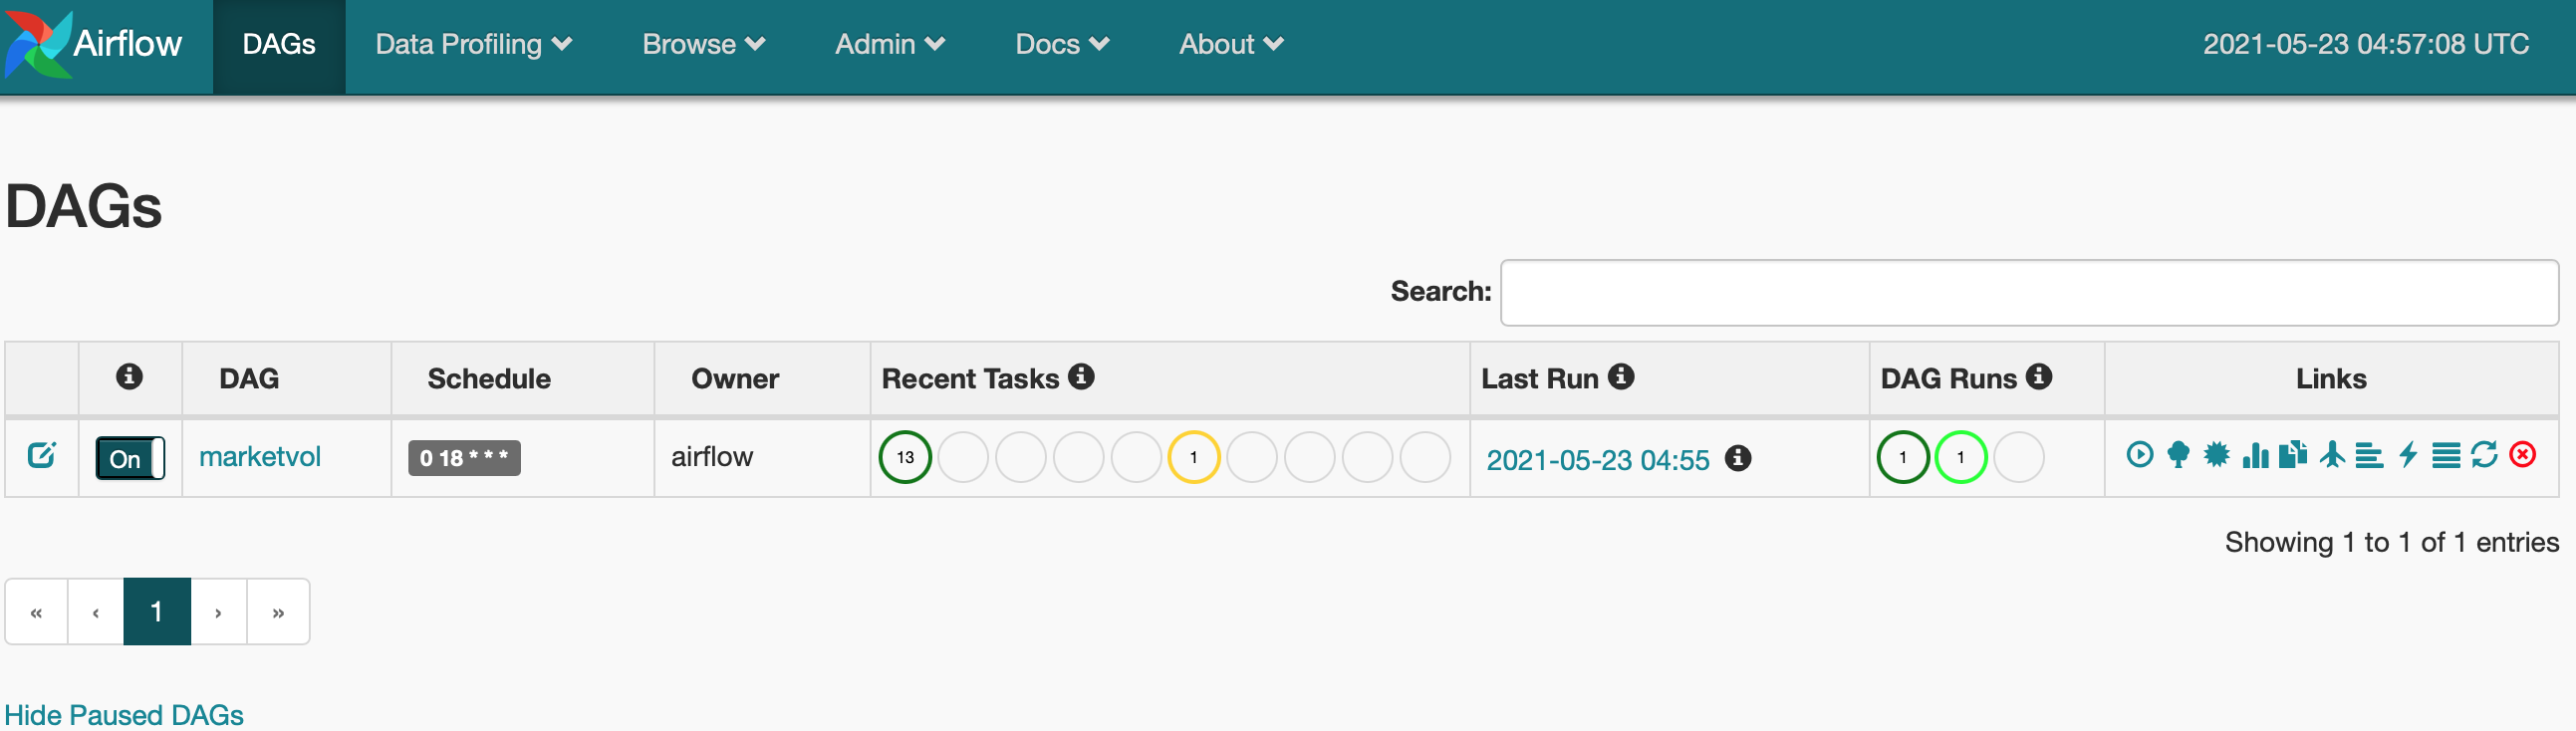 Airflow DAGs Data Profiling Browse Admin Docs About 2021-05-23 04:57:08 UTC
DAGs
Search:
DAG Schedule Owner Recent Tasks Last Run DAG Runs Links
On marketvol 0 18 * * * airflow 13 1 2021-05-23 04:55 1 1
Showing 1 to 1 of 1 entries
« ‹ 1 › »
Hide Paused DAGs